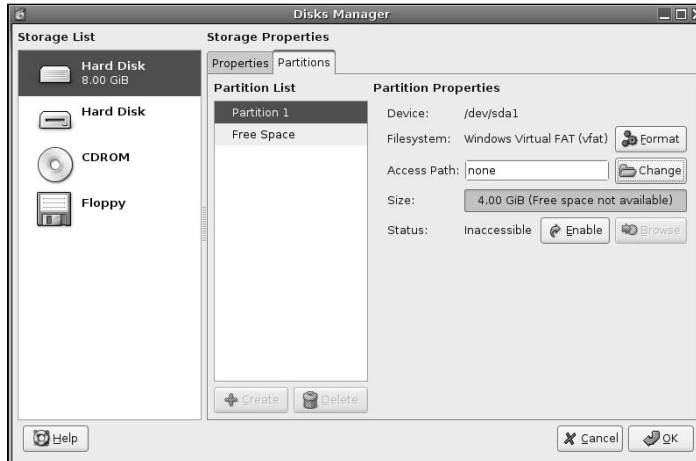 Disks Manager
Storage List
Hard Disk
8.00 GiB
Hard Disk
CDROM
Floppy
Storage Properties
Properties
Partitions
Partition List
Partition 1
Free Space
Create
Delete
Partition Properties
Device: /dev/sda1
Filesystem: Windows Virtual FAT (vfat) Format
Access Path: none Change
Size: 4.00 GiB (Free space not available)
Status: Inaccessible Enable Browse
Help
Cancel
OK